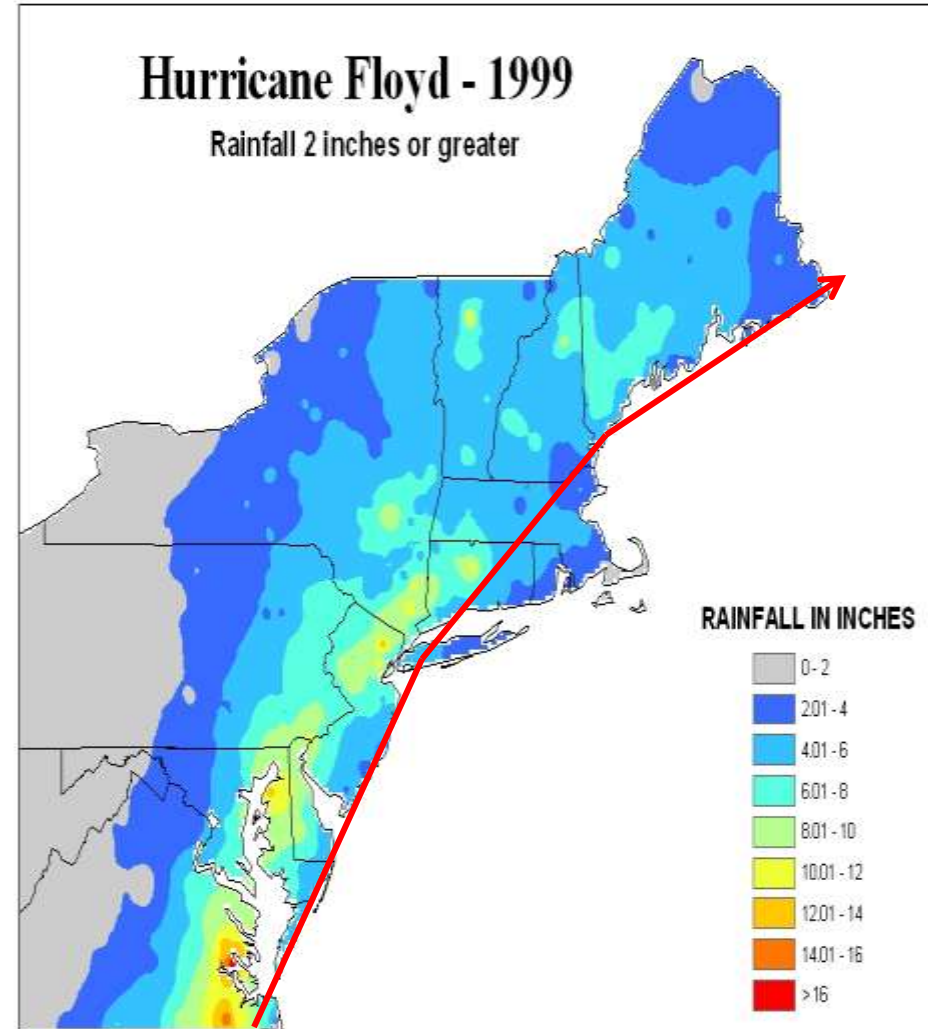 Hurricane Floyd - 1999
Rainfall 2 inches or greater
RAINFALL IN INCHES
0 - 2
2.01 - 4
4.01 - 6
6.01 - 8
8.01 - 10
10.01 - 12
12.01 - 14
14.01 - 16
>16